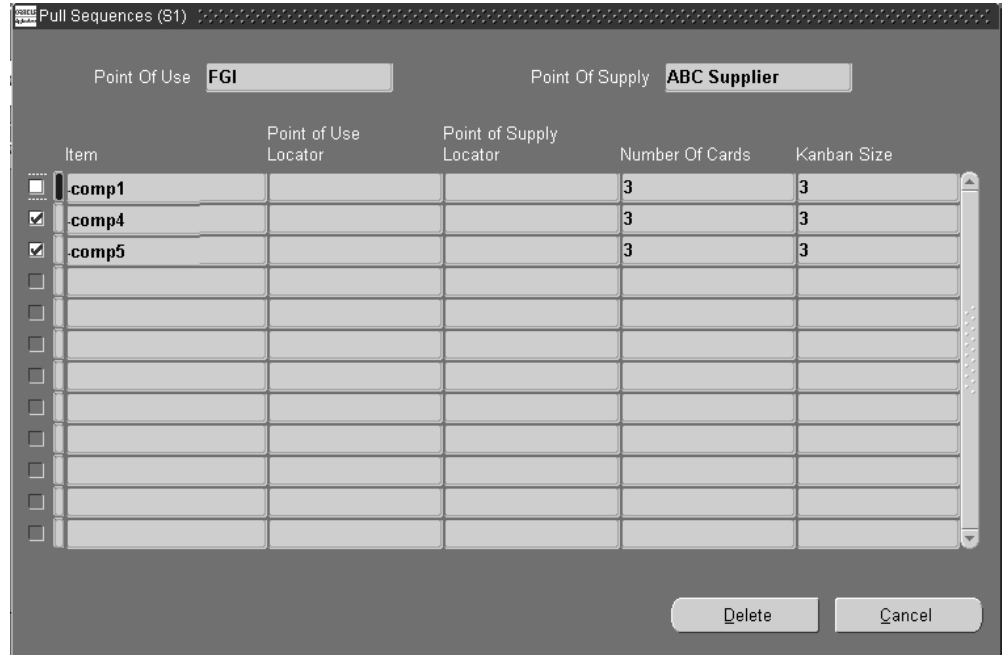 Pull Sequences (S1)
Point Of Use FGI Point Of Supply ABC Supplier
Point of Use Point of Supply
Item Locator Locator Number Of Cards Kanban Size
-comp1 3 3
-comp4 3 3
-comp5 3 3
Delete Cancel